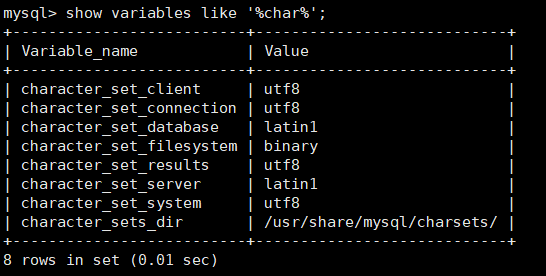 mysql> show variables like '%char%';
+--------------------------+----------------------------+
| Variable_name            | Value                      |
+--------------------------+----------------------------+
| character_set_client     | utf8                       |
| character_set_connection | utf8                       |
| character_set_database   | latin1                     |
| character_set_filesystem | binary                     |
| character_set_results    | utf8                       |
| character_set_server     | latin1                     |
| character_set_system     | utf8                       |
| character_sets_dir       | /usr/share/mysql/charsets/ |
+--------------------------+----------------------------+
8 rows in set (0.01 sec)